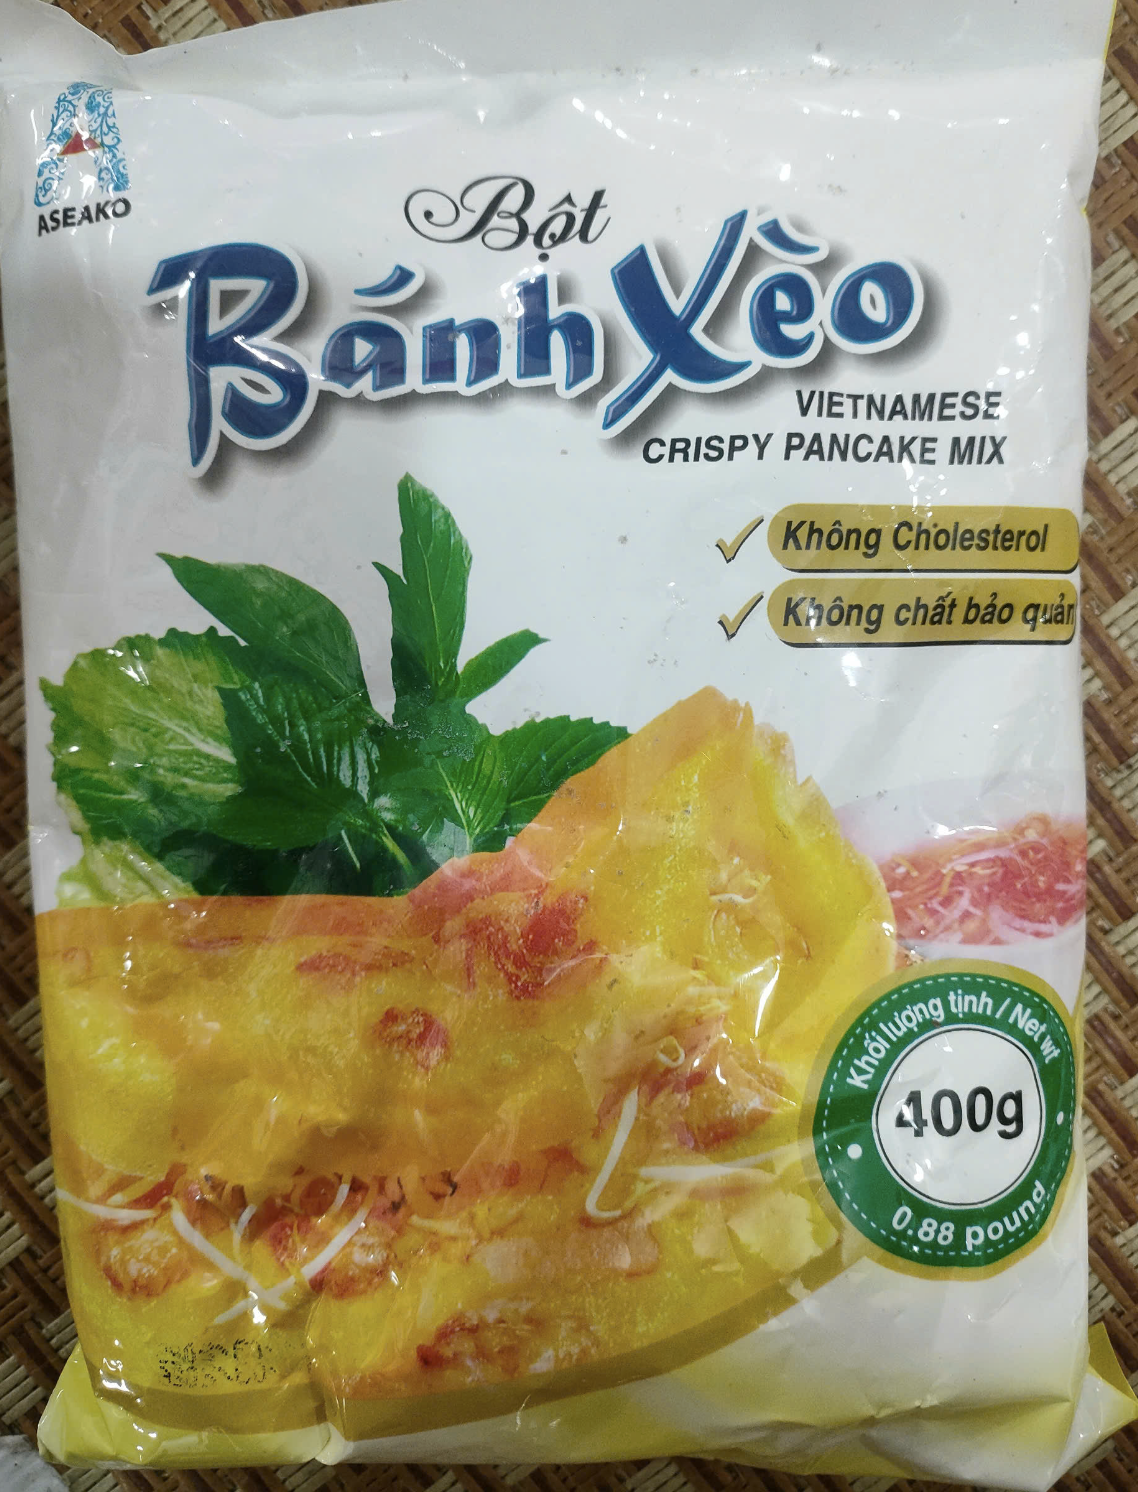 ASEAKO
Bột
Bánh Xèo
VIETNAMESE
CRISPY PANCAKE MIX
Không Cholesterol
Không chất bảo quản
Khối lượng tịnh / Net wt
400g
0.88 pound